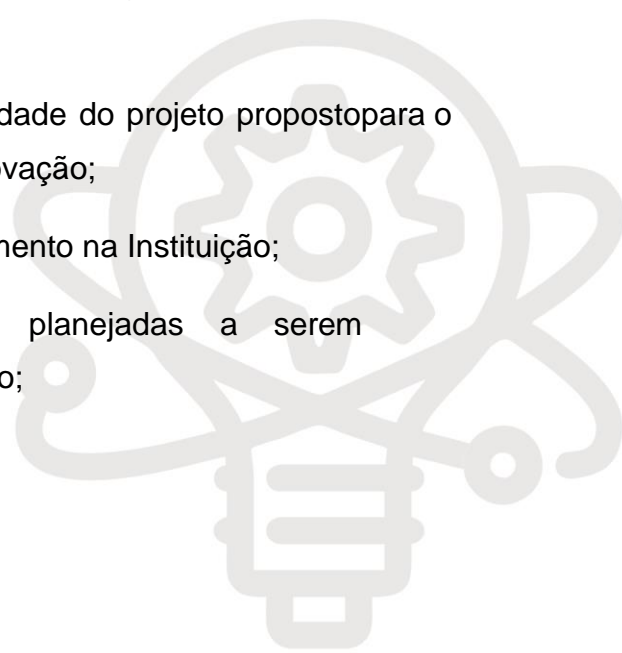 dade do projeto propostopara o
ovação;
mento na Instituição;
planejadas a serem
o;